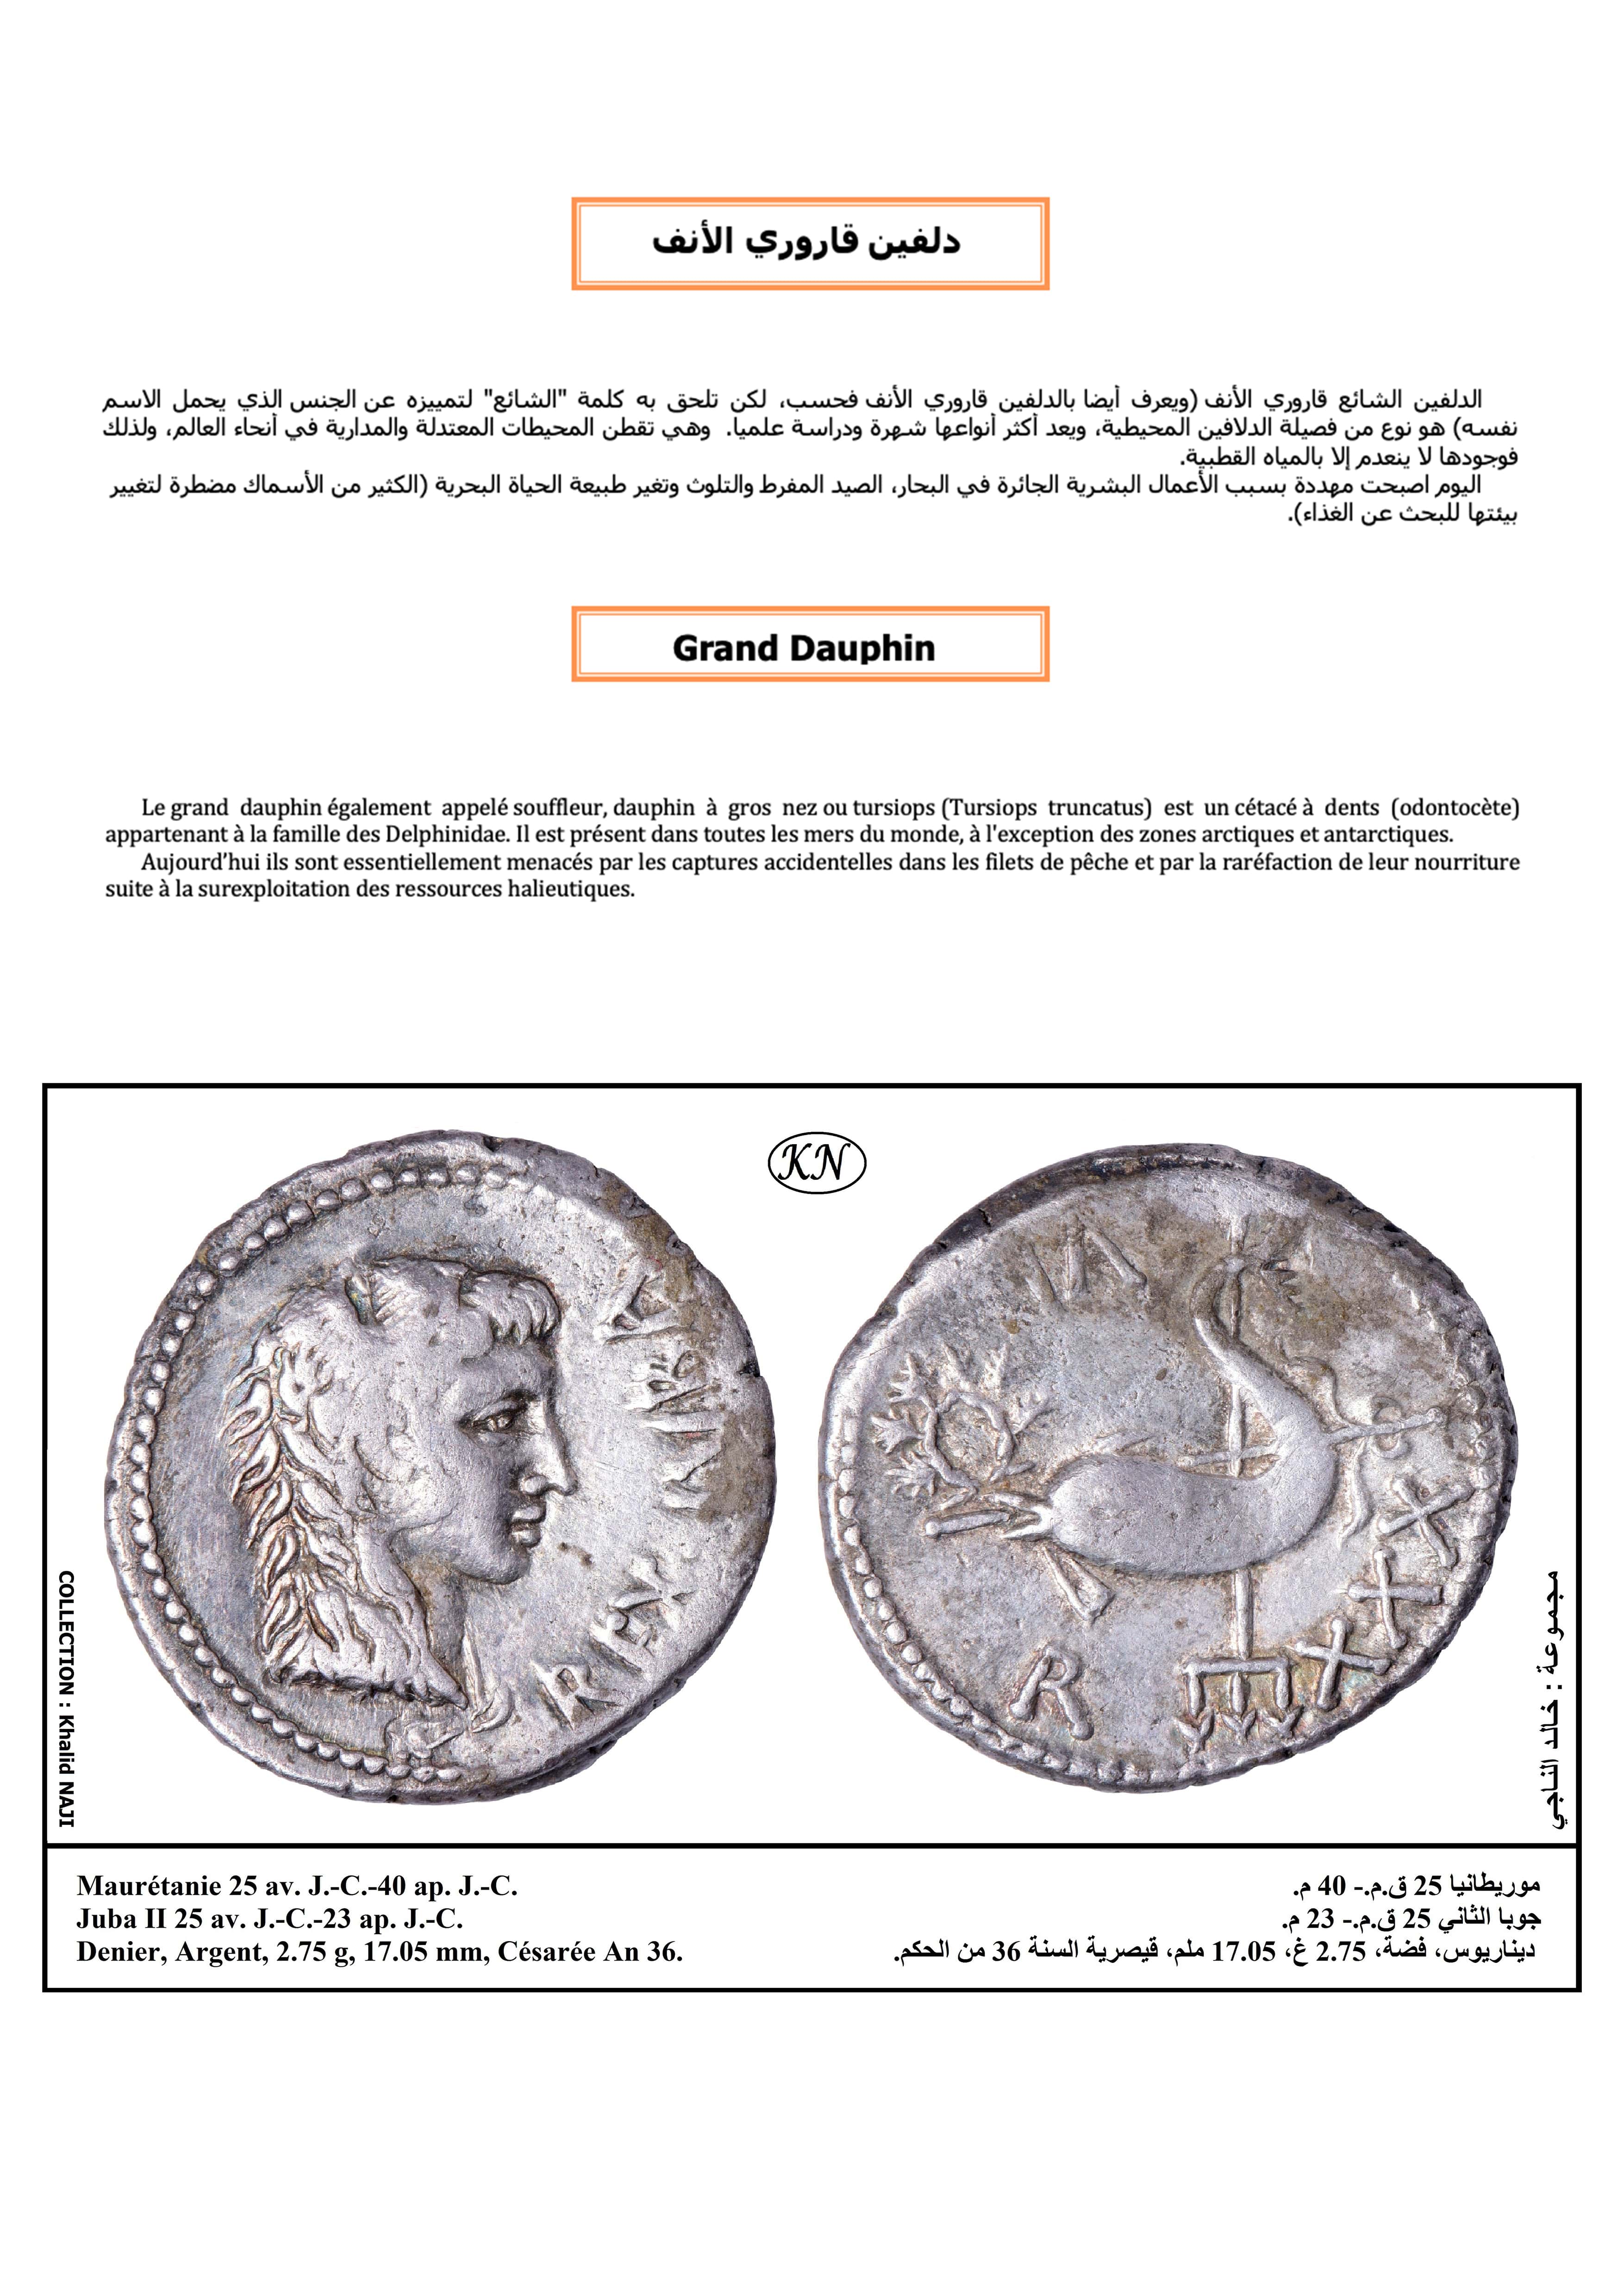 دلفين قاروري الأنف
الدلفين الشائع قاروري الأنف (ويعرف أيضا بالدلفين قاروري الأنف فحسب، لكن تلحق به كلمة "الشائع" لتمييزه عن الجنس الذي يحمل الاسم
نفسه) هو نوع من فصيلة الدلافين المحيطية، ويعد أكثر أنواعها شهرة ودراسة علميا. وهي تقطن المحيطات المعتدلة والمدارية في أنحاء العالم، ولذلك
فوجودها لا ينعدم إلا بالمياه القطبية.
اليوم اصبحت مهددة بسبب الأعمال البشرية الجائرة في البحار، الصيد المفرط والتلوث وتغير طبيعة الحياة البحرية (الكثير من الأسماك مضطرة لتغيير
بيئتها للبحث عن الغذاء).
Grand Dauphin
Le grand dauphin également appelé souffleur, dauphin à gros nez ou tursiops (Tursiops truncatus) est un cétacé à dents (odontocète)
appartenant à la famille des Delphinidae. Il est présent dans toutes les mers du monde, à l'exception des zones arctiques et antarctiques.
Aujourd’hui ils sont essentiellement menacés par les captures accidentelles dans les filets de pêche et par la raréfaction de leur nourriture
suite à la surexploitation des ressources halieutiques.
KN
COLLECTION : Khalid NAJI
REX
R XXX
مجموعة : خالد الناجي
Maurétanie 25 av. J.-C.-40 ap. J.-C.
Juba II 25 av. J.-C.-23 ap. J.-C.
Denier, Argent, 2.75 g, 17.05 mm, Césarée An 36.
موريطانيا 25 ق.م.- 40 م.
جوبا الثاني 25 ق.م.- 23 م.
ديناريوس، فضة، 2.75 غ، 17.05 ملم، قيصرية السنة 36 من الحكم.